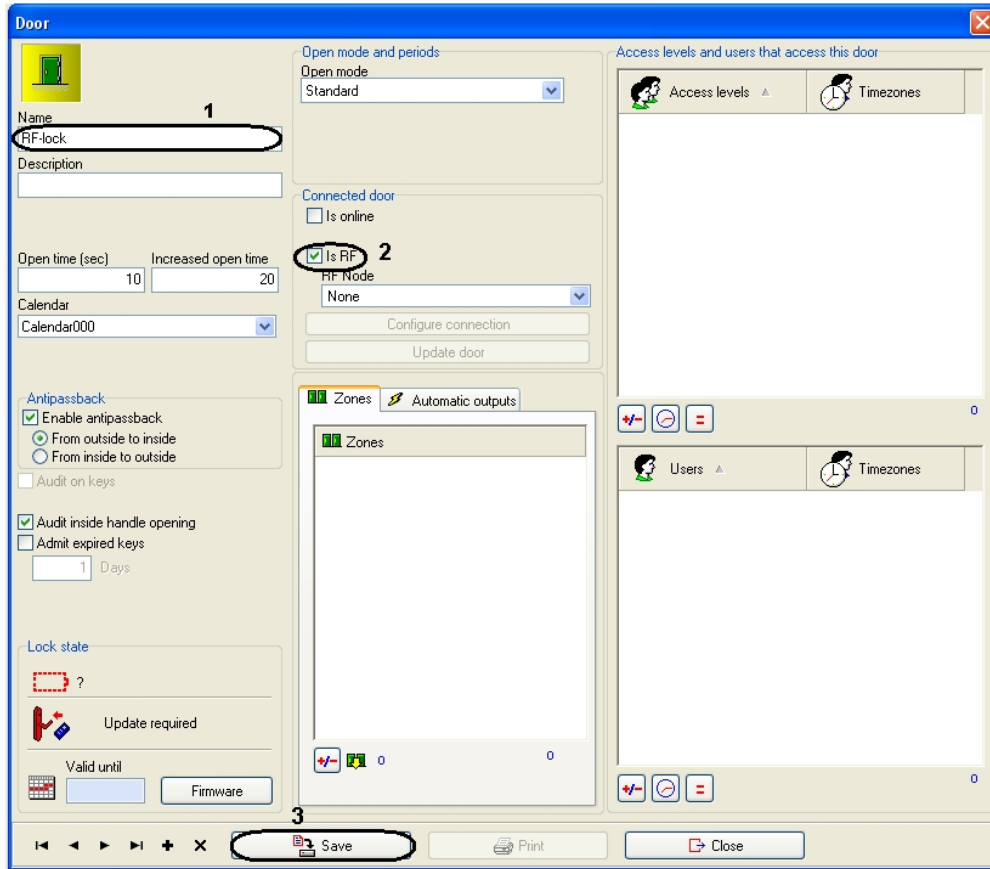 Door
Name
1
RF-lock
Description
Open time (sec)
Increased open time
10
20
Calendar
Calendar000
Antipassback
Enable antipassback
From outside to inside
From inside to outside
Audit on keys
Audit inside handle opening
Admit expired keys
1 Days
Lock state
?
Update required
Valid until
Firmware
Open mode and periods
Open mode
Standard
Connected door
Is online
Is RF
2
RF Node
None
Configure connection
Update door
Zones
Automatic outputs
Zones
+/-
0
0
Access levels and users that access this door
Access levels
Timezones
+/-
=
0
Users
Timezones
+/-
=
0
3
Save
Print
Close